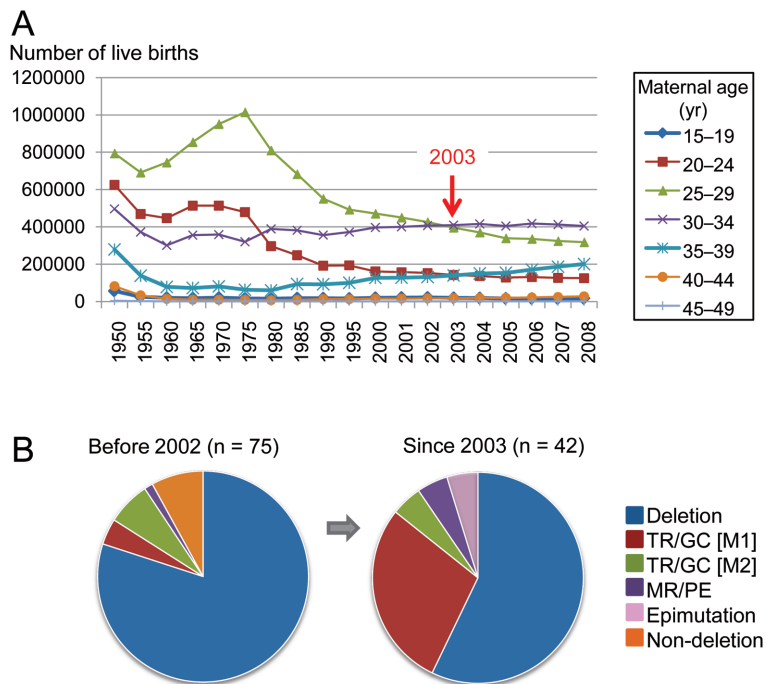 A
Number of live births
1200000
1000000
800000
600000
400000
200000
0
2003
1950
1955
1960
1965
1970
1975
1980
1985
1990
1995
2000
2001
2002
2003
2004
2005
2006
2007
2008
Maternal age
(yr)
15–19
20–24
25–29
30–34
35–39
40–44
45–49
B
Before 2002 (n = 75)
Since 2003 (n = 42)
Deletion
TR/GC [M1]
TR/GC [M2]
MR/PE
Epimutation
Non-deletion